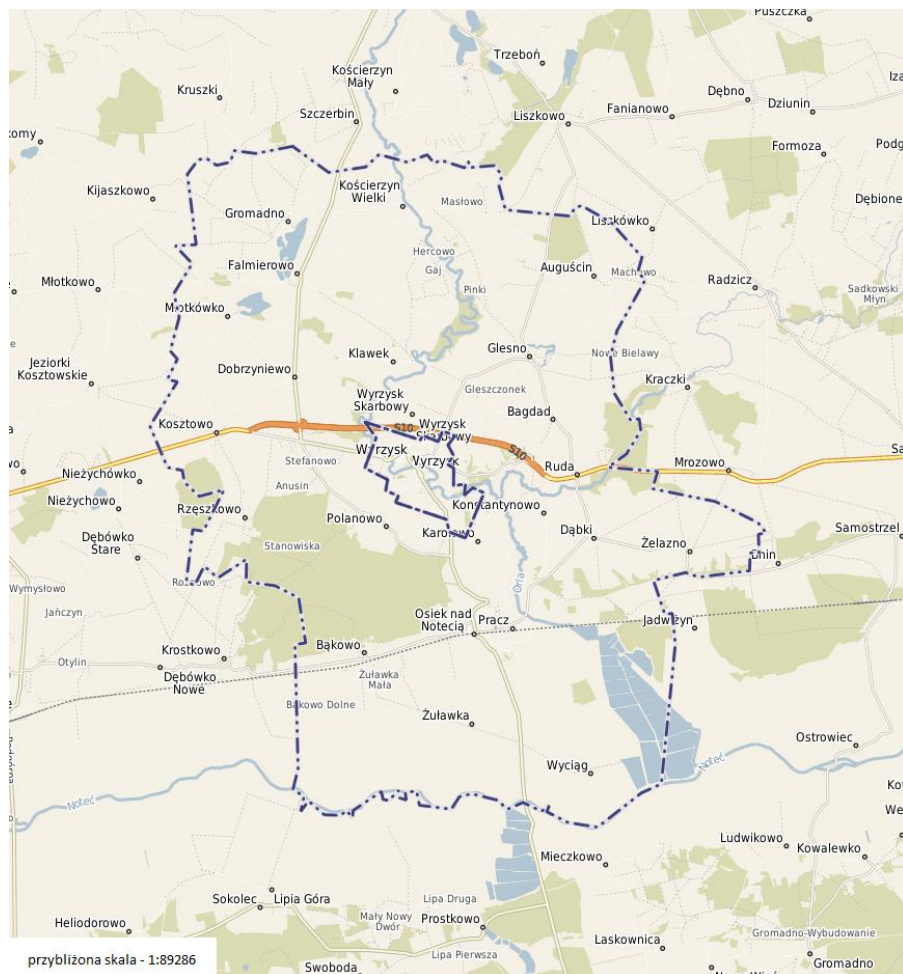 Puszczka
Trzeboń
Kościerzyn
Mały
Kruszki
Szczerbin
Liszkowo
Fanianowo
Dębno
Dziunin
Iza
komy
Formoza
Podg
Kijaszkowo
Kościerzyn
Wielki
Masłowo
Dębione
Gromadno
Liszkówko
Hercowo
Gaj
Falmierowo
Auguścin
Machowo
Radzicz
Młotkowo
Pinki
Sadkowski
Młyn
Młotkówko
Jeziorki
Kosztowskie
Klawek
Glesno
Nowe Bielawy
Dobrzyniewo
Gleszczonek
Kraczki
Wyrzysk
Skarbowy
Bagdad
Kosztowo
S10
Wyrzysk
Skarbowy
S10
Wyrzysk
Wyrzysk
Stefanowo
Ruda
Mrozowo
Sa
wo
Nieżychówko
Anusin
Nieżychowo
Rzęszkowo
Polanowo
Konstantynowo
Karolewo
Dąbki
Samostrzel
Dębówko
Stare
Stanowiska
Żelazno
Dnin
Wymysłowo
Rozstowo
Orla
Jańczyn
Osiek nad
Notecią
Pracz
Jadwiżyn
Krostkowo
Bąkowo
Otylin
Dębówko
Nowe
Żuławka
Mała
Bąkowo Dolne
Żuławka
Ostrowiec
Wyciąg
Noteć
Noteć
Ludwikowo
Kowalewko
Mieczkowo
Sokolec
Lipia Góra
Lipa Druga
Heliodorowo
Mały Nowy
Dwór
Prostkowo
Gromadno-Wybudowanie
Laskownica
Lipa Pierwsza
przybliżona skala - 1:89286
Swoboda
Gromadno